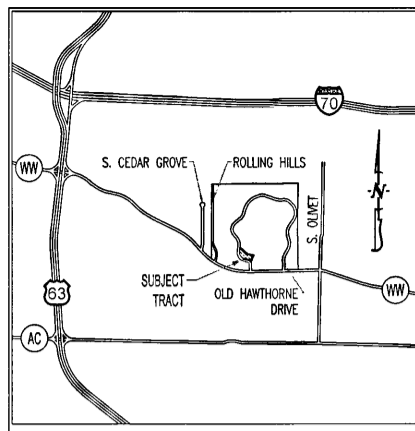 70
WW
S. CEDAR GROVE
ROLLING HILLS
S. OLIVET
N
SUBJECT
TRACT
OLD HAWTHORNE
DRIVE
63
WW
AC